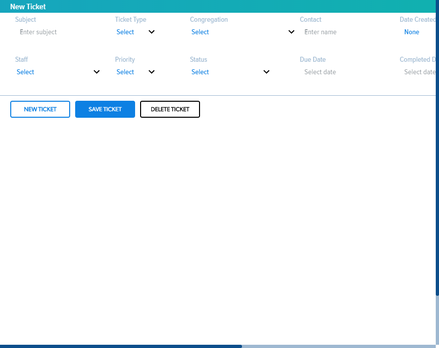 New Ticket
Subject Ticket Type Congregation Contact Date Created
Enter subject Select Select Enter name None
Staff Priority Status Due Date Completed D
Select Select Select Select date Select date
NEW TICKET SAVE TICKET DELETE TICKET